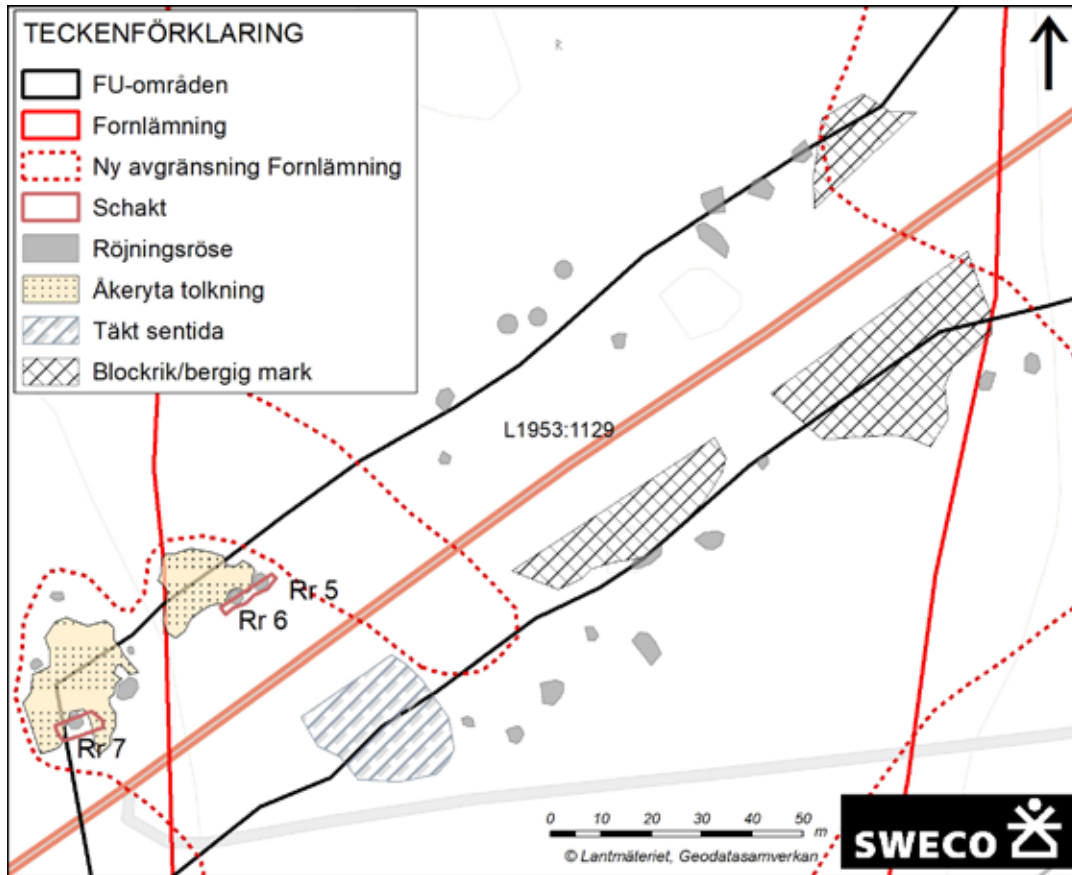 TECKENFÖRKLARING
FU-områden
Fornlämning
Ny avgränsning Fornlämning
Schakt
Röjningsröse
Åkeryta tolkning
Täkt sentida
Blockrik/bergig mark
R
L1953:1129
Rr 5
Rr 6
Rr 7
0 10 20 30 40 50
m
© Lantmäteriet, Geodatasamverkan
SWECO